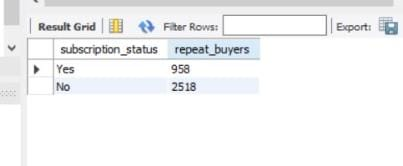 Result Grid Filter Rows: Export:
subscription_status repeat_buyers
Yes 958
No 2518